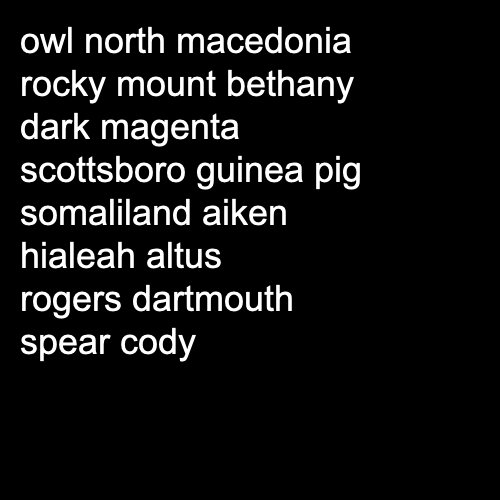 owl north macedonia
rocky mount bethany
dark magenta
scottsboro guinea pig
somaliland aiken
hialeah altus
rogers dartmouth
spear cody